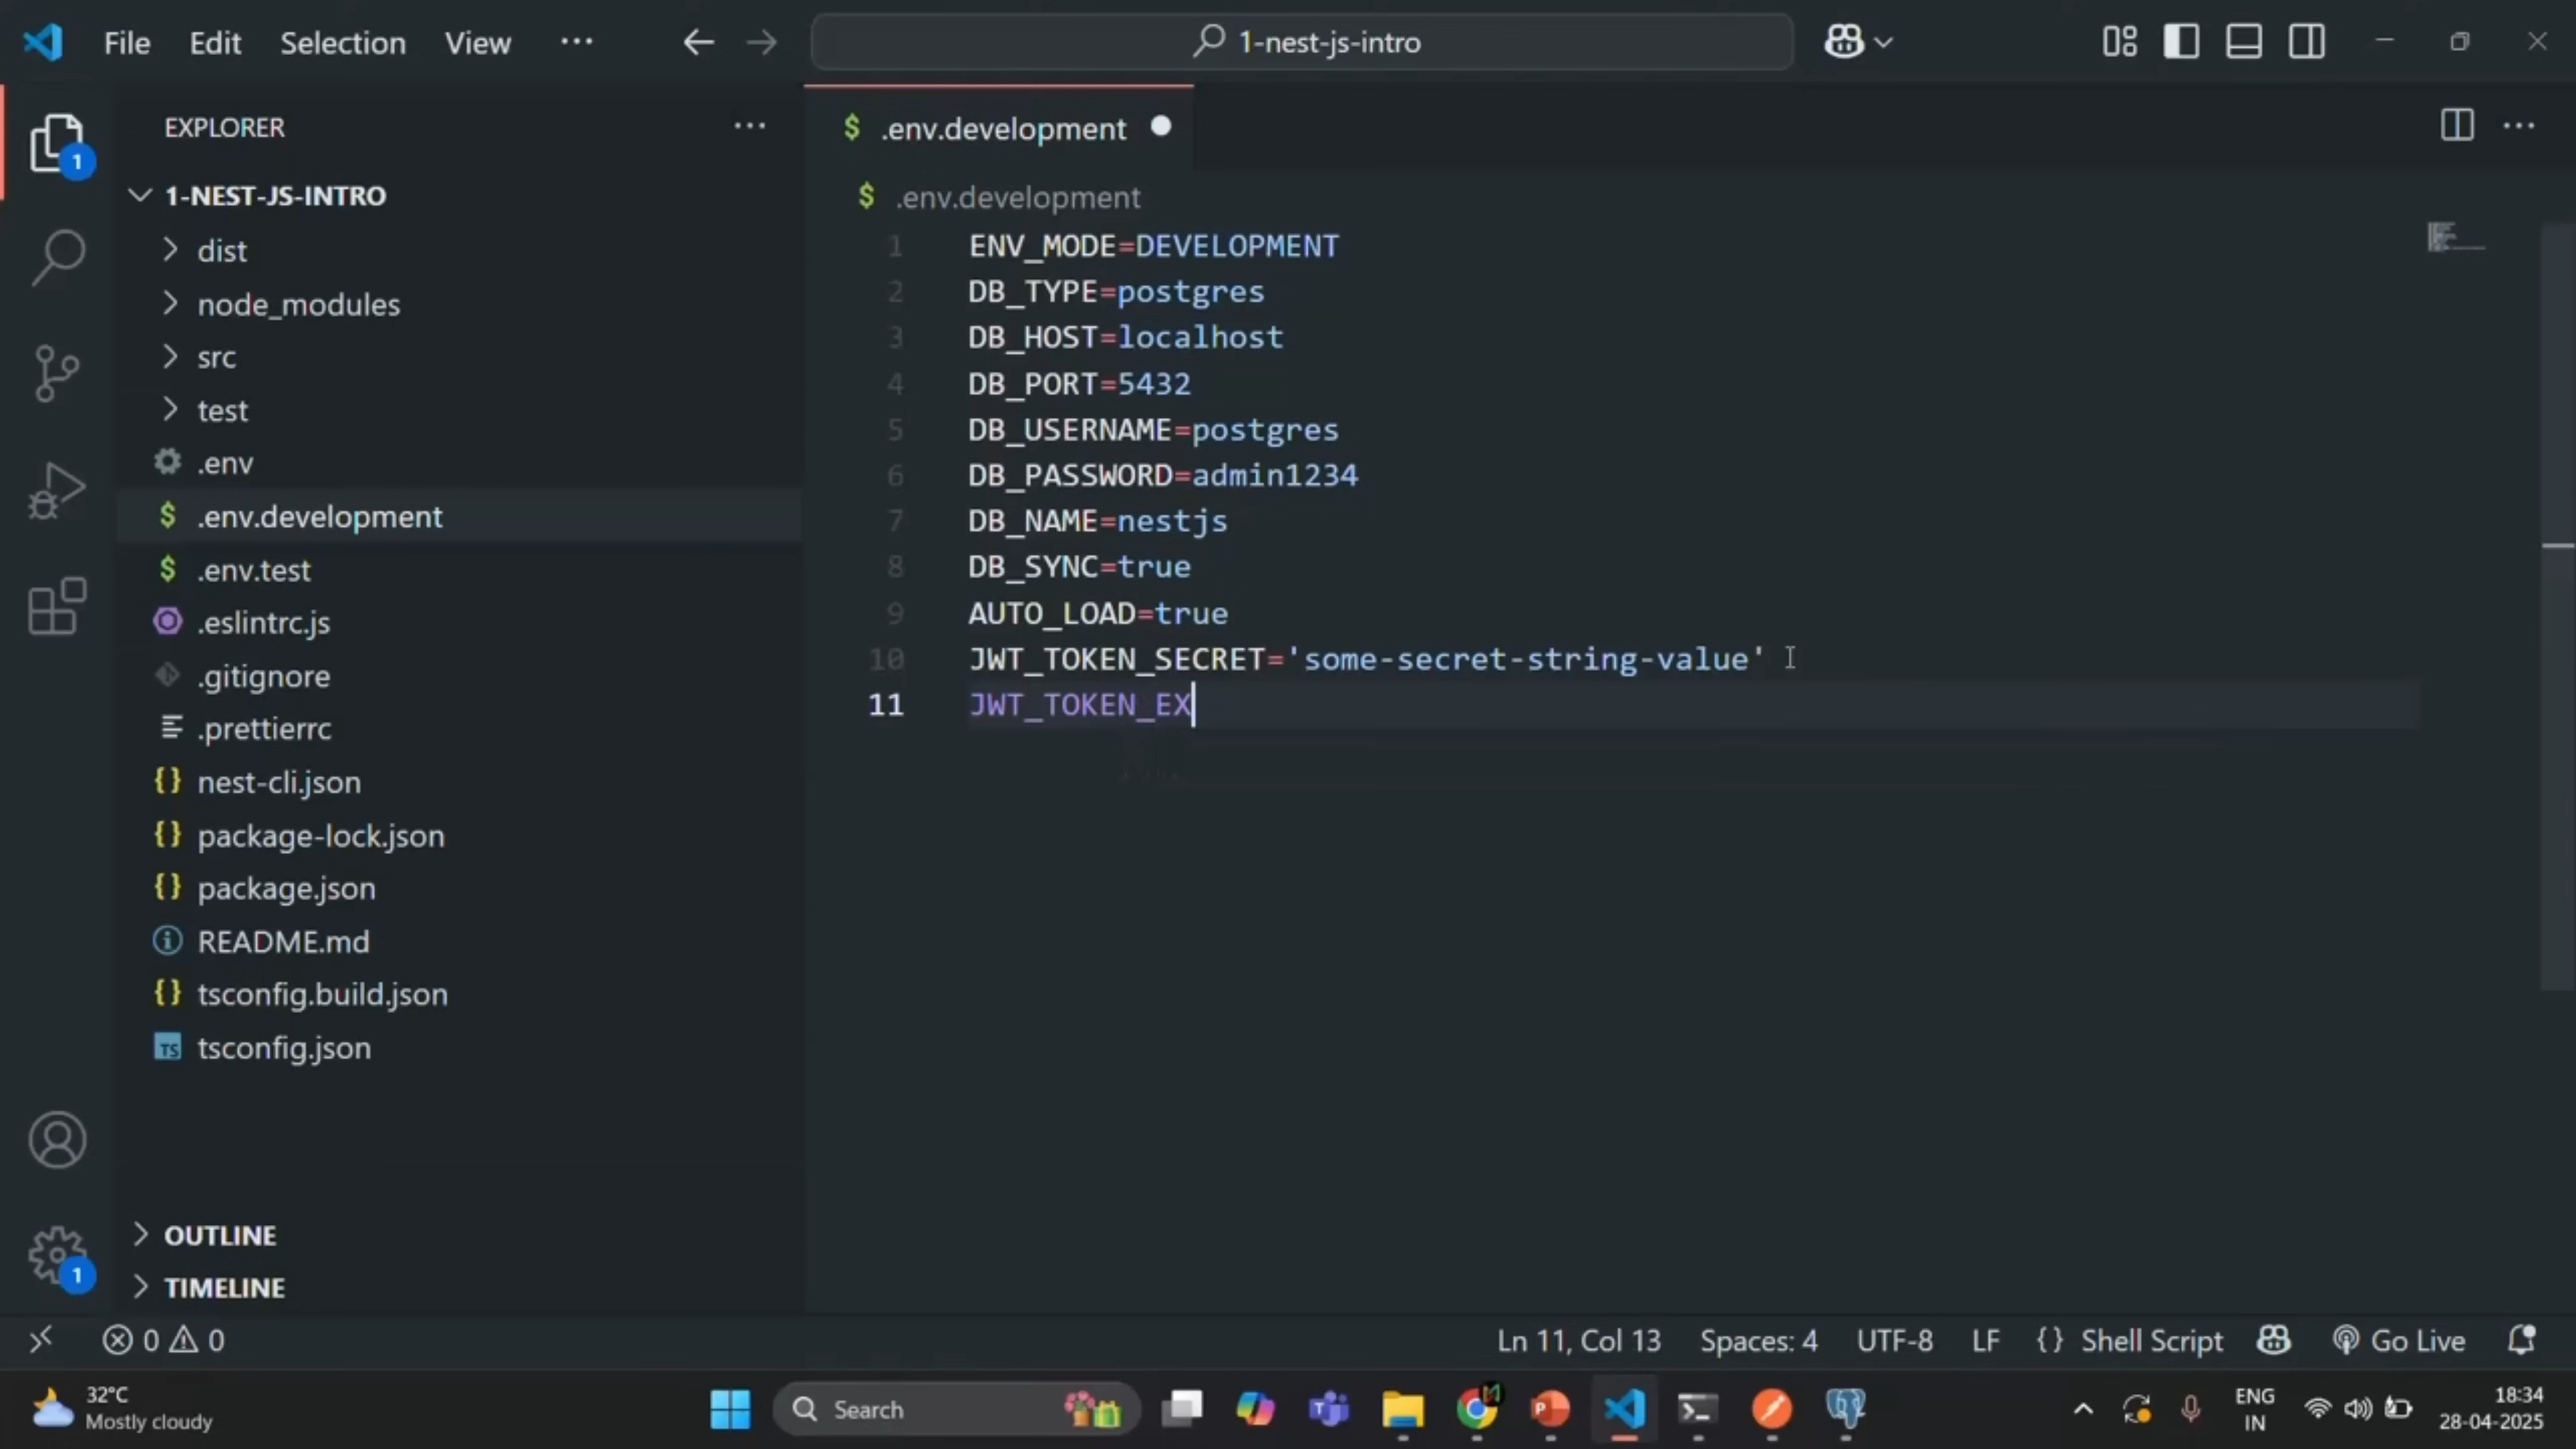 File Edit Selection View ··· 1-nest-js-intro
EXPLORER ···
1-NEST-JS-INTRO
dist
node_modules
src
test
.env
.env.development
.env.test
.eslintrc.js
.gitignore
.prettierrc
nest-cli.json
package-lock.json
package.json
README.md
tsconfig.build.json
TS tsconfig.json
OUTLINE
TIMELINE
1
1
$ .env.development
$ .env.development
1 ENV_MODE=DEVELOPMENT
2 DB_TYPE=postgres
3 DB_HOST=localhost
4 DB_PORT=5432
5 DB_USERNAME=postgres
6 DB_PASSWORD=admin1234
7 DB_NAME=nestjs
8 DB_SYNC=true
9 AUTO_LOAD=true
10 JWT_TOKEN_SECRET='some-secret-string-value'
11 JWT_TOKEN_EX
0 0 Ln 11, Col 13 Spaces: 4 UTF-8 LF {} Shell Script Go Live
32°C
Mostly cloudy
Search
ENG
IN
18:34
28-04-2025